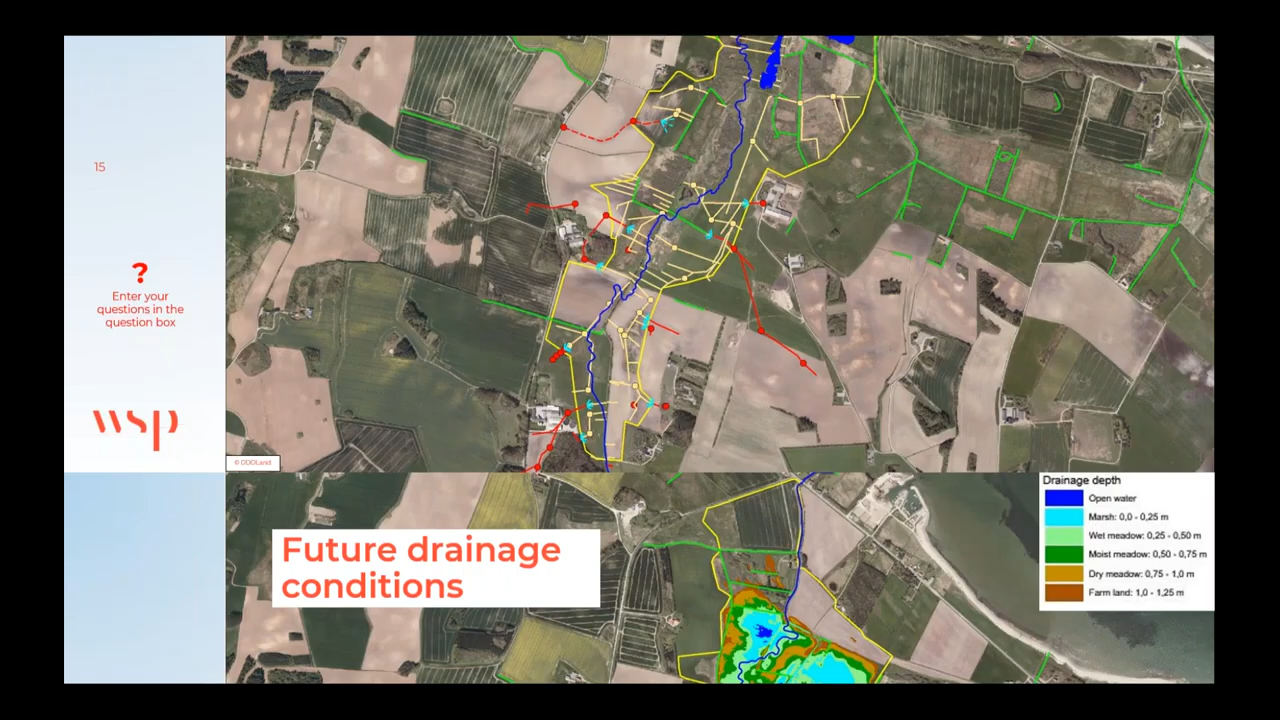 15
?
Enter your
questions in the
question box
wsp
© DDOLand
Future drainage
conditions
Drainage depth
Open water
Marsh: 0,0 - 0,25 m
Wet meadow: 0,25 - 0,50 m
Moist meadow: 0,50 - 0,75 m
Dry meadow: 0,75 - 1,0 m
Farm land: 1,0 - 1,25 m